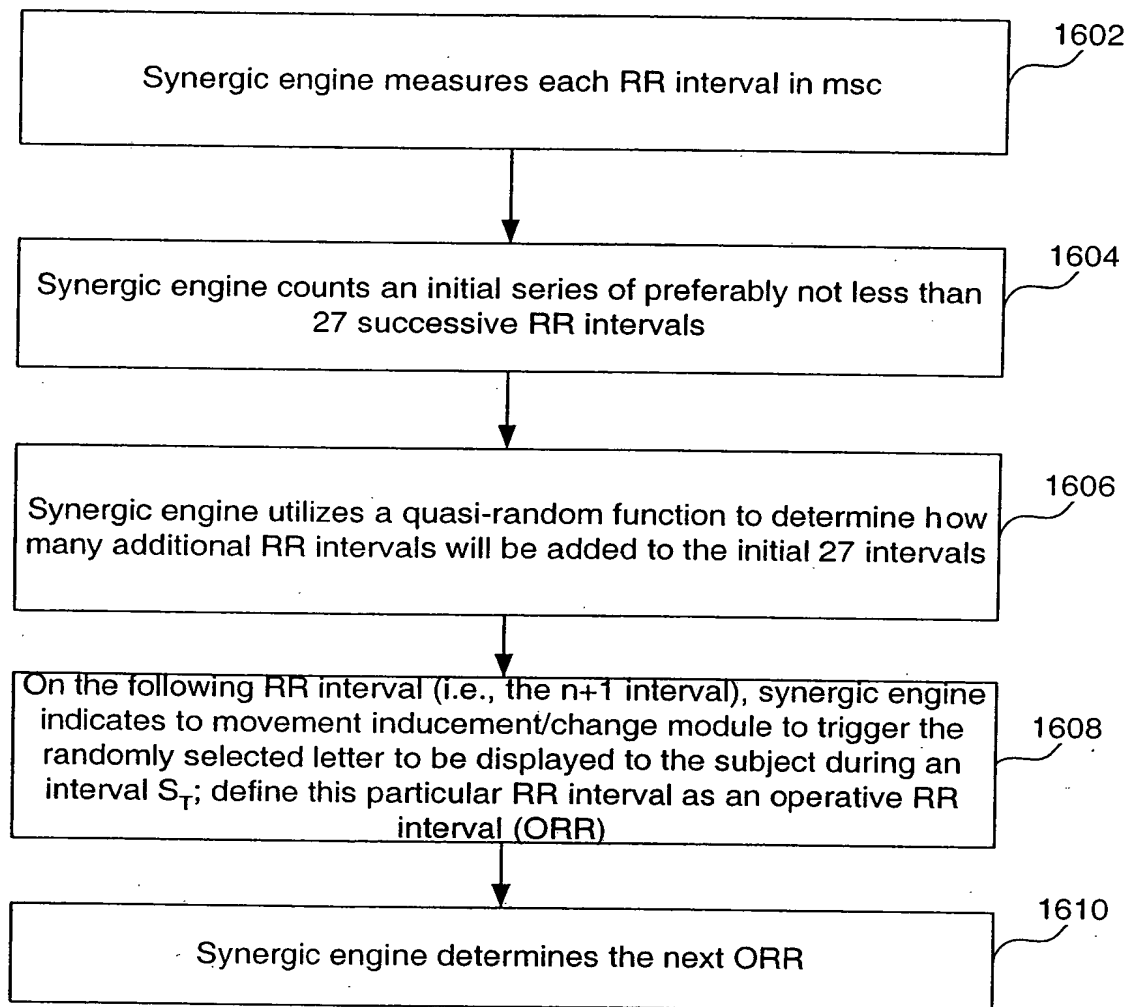 1602
Synergic engine measures each RR interval in msc
1604
Synergic engine counts an initial series of preferably not less than
27 successive RR intervals
1606
Synergic engine utilizes a quasi-random function to determine how
many additional RR intervals will be added to the initial 27 intervals
On the following RR interval (i.e., the n+1 interval), synergic engine
indicates to movement inducement/change module to trigger the
randomly selected letter to be displayed to the subject during an
interval S_T; define this particular RR interval as an operative RR
interval (ORR)
1608
1610
Synergic engine determines the next ORR